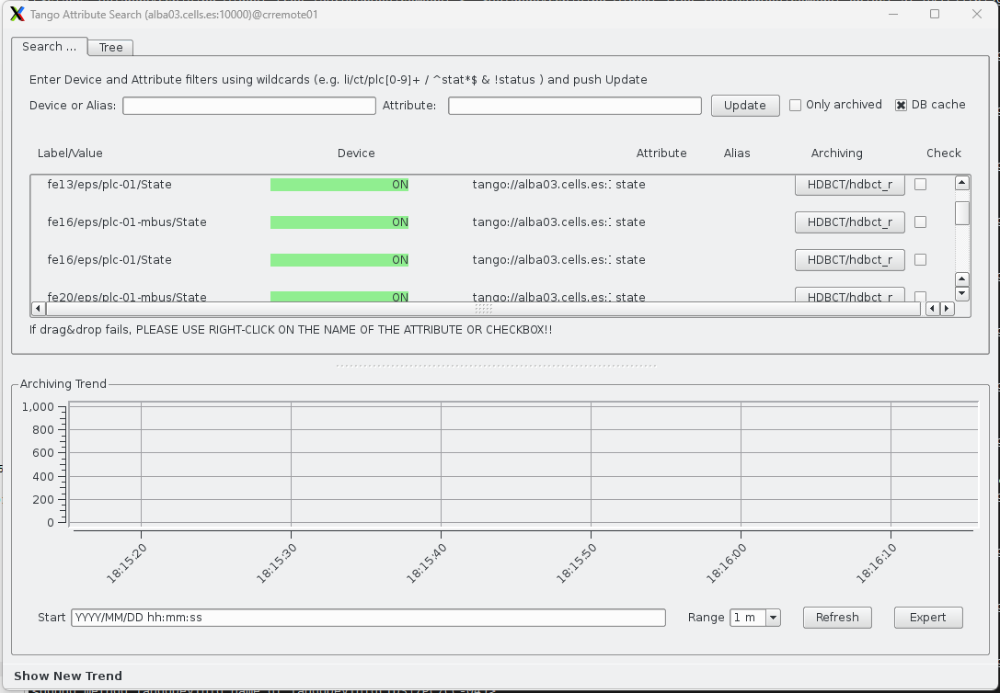 Tango Attribute Search (alba03.cells.es:10000)@crremote01
Search ... Tree
Enter Device and Attribute filters using wildcards (e.g. li/ct/plc[0-9]+ / ^stat*$ & !status ) and push Update
Device or Alias: Attribute: Update Only archived DB cache
Label/Value Device Attribute Alias Archiving Check
fe13/eps/plc-01/State ON tango://alba03.cells.es: state HDBCT/hdbct_r
fe16/eps/plc-01-mbus/State ON tango://alba03.cells.es: state HDBCT/hdbct_r
fe16/eps/plc-01/State ON tango://alba03.cells.es: state HDBCT/hdbct_r
fe20/eps/plc-01-mbus/State ON tango://alba03.cells.es: state HDBCT/hdbct_r
If drag&drop fails, PLEASE USE RIGHT-CLICK ON THE NAME OF THE ATTRIBUTE OR CHECKBOX!!
Archiving Trend
1,000
800
600
400
200
0
18:15:20 18:15:30 18:15:40 18:15:50 18:16:00 18:16:10
Start YYYY/MM/DD hh:mm:ss Range 1 m Refresh Expert
Show New Trend